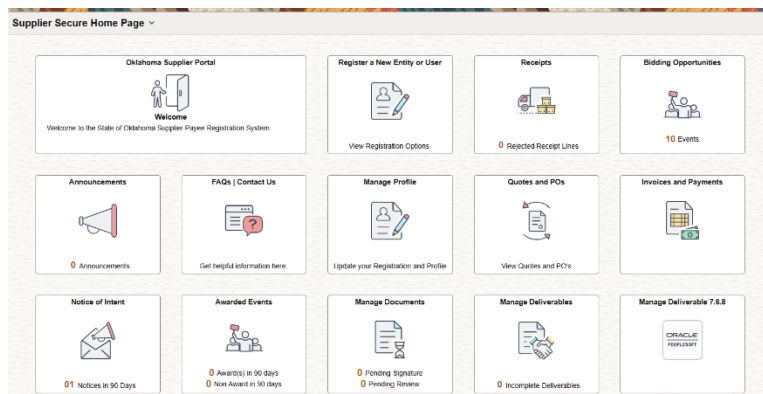 Supplier Secure Home Page
Oklahoma Supplier Portal
Welcome
Welcome to the State of Oklahoma Supplier Payee Registration System.
Register a New Entity or User
View Registration Options.
Receipts
0 Rejected Receipt Lines
Bidding Opportunities
10 Events
Announcements
0 Announcements
FAQs | Contact Us
?
Get helpful information here.
Manage Profile
Update your Registration and Profile
Quotes and POs
View Quotes and PO's
Invoices and Payments
Notice of Intent
01 Notices in 90 Days
Awarded Events
0 Award(s) in 90 days
0 Non Award in 90 days
Manage Documents
0 Pending Signature
0 Pending Review
Manage Deliverables
0 Incomplete Deliverables
Manage Deliverable 7.6.8
ORACLE
PEOPLESOFT